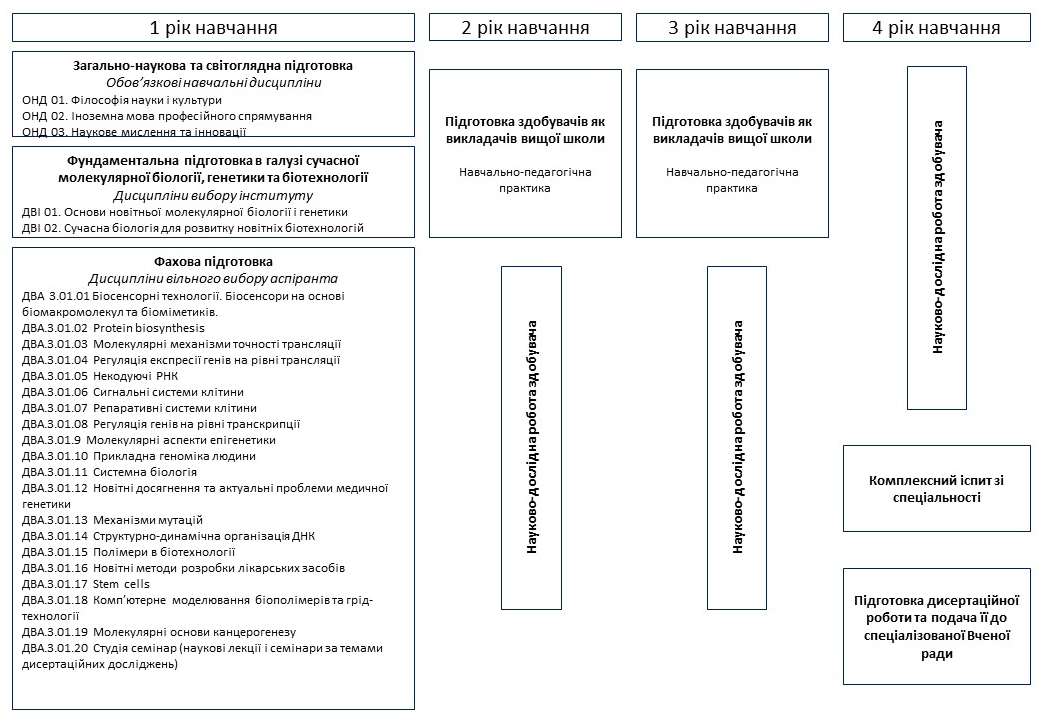 1 рік навчання
Загально-наукова та світоглядна підготовка
Обов’язкові навчальні дисципліни
ОНД 01. Філософія науки і культури
ОНД 02. Іноземна мова професійного спрямування
ОНД 03. Наукове мислення та інновації
Фундаментальна підготовка в галузі сучасної
молекулярної біології, генетики та біотехнології
Дисципліни вибору інституту
ДВІ 01. Основи новітньої молекулярної біології і генетики
ДВІ 02. Сучасна біологія для розвитку новітніх біотехнологій
Фахова підготовка
Дисципліни вільного вибору аспіранта
ДВА 3.01.01 Біосенсорні технології. Біосенсори на основі
біомакромолекул та біоміметиків.
ДВА.3.01.02 Protein biosynthesis
ДВА.3.01.03 Молекулярні механізми точності трансляції
ДВА.3.01.04 Регуляція експресії генів на рівні трансляції
ДВА.3.01.05 Некодуючі РНК
ДВА.3.01.06 Сигнальні системи клітини
ДВА.3.01.07 Репаративні системи клітини
ДВА.3.01.08 Регуляція генів на рівні транскрипції
ДВА.3.01.9 Молекулярні аспекти епігенетики
ДВА.3.01.10 Прикладна геноміка людини
ДВА.3.01.11 Системна біологія
ДВА.3.01.12 Новітні досягнення та актуальні проблеми медичної
генетики
ДВА.3.01.13 Механізми мутацій
ДВА.3.01.14 Структурно-динамічна організація ДНК
ДВА.3.01.15 Полімери в біотехнології
ДВА.3.01.16 Новітні методи розробки лікарських засобів
ДВА.3.01.17 Stem cells
ДВА.3.01.18 Комп’ютерне моделювання біополімерів та грід-
технології
ДВА.3.01.19 Молекулярні основи канцерогенезу
ДВА.3.01.20 Студія семінар (наукові лекції і семінари за темами
дисертаційних досліджень)
2 рік навчання
Підготовка здобувачів як
викладачів вищої школи
Навчально-педагогічна
практика
Науково-дослідна робота здобувача
3 рік навчання
Підготовка здобувачів як
викладачів вищої школи
Навчально-педагогічна
практика
Науково-дослідна робота здобувача
4 рік навчання
Науково-дослідна робота здобувача
Комплексний іспит зі
спеціальності
Підготовка дисертаційної
роботи та подача її до
спеціалізованої Вченої
ради